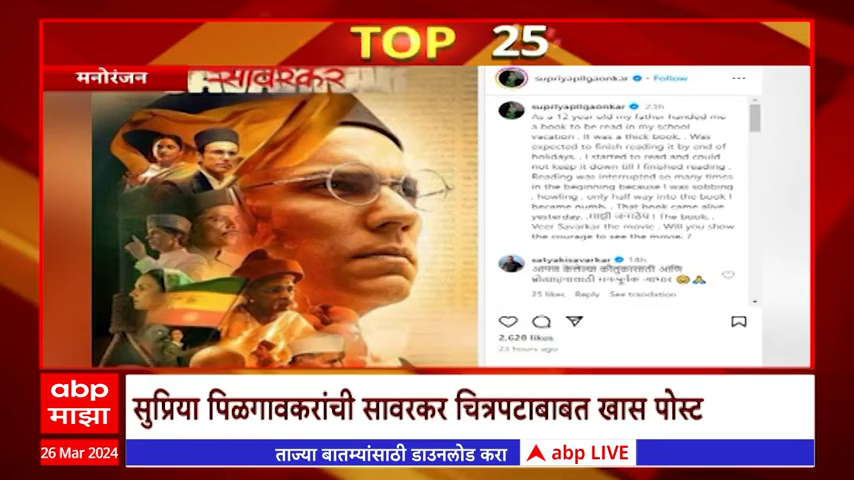 TOP 25
मनोरंजन
सावरकर
supriyapilgaonkar • Follow
supriyapilgaonkar 23h
As a 12 year old my father handed me
a book to be read in my school
vacation . It was a thick book. . Was
expected to finish reading it by end of
holidays. . I started to read and could
not keep it down till I finished reading .
Reading was interrupted so many times
in the beginning because I was sobbing
, howling . only half way into the book I
became numb. . That book came alive
yesterday. .माझी जन्मठेप ! The book. .
Veer Savarkar the movie . Will you show
the courage to see the movie. ?
satyakisavarkar 14h
आपण केलेल्या कौतुकासाठी आणि
25 likes Reply See translation
2,628 likes
23 hours ago
abp
माझा
सुप्रिया पिळगावकरांची सावरकर चित्रपटाबाबत खास पोस्ट
26 Mar 2024
ताज्या बातम्यांसाठी डाउनलोड करा
abp LIVE